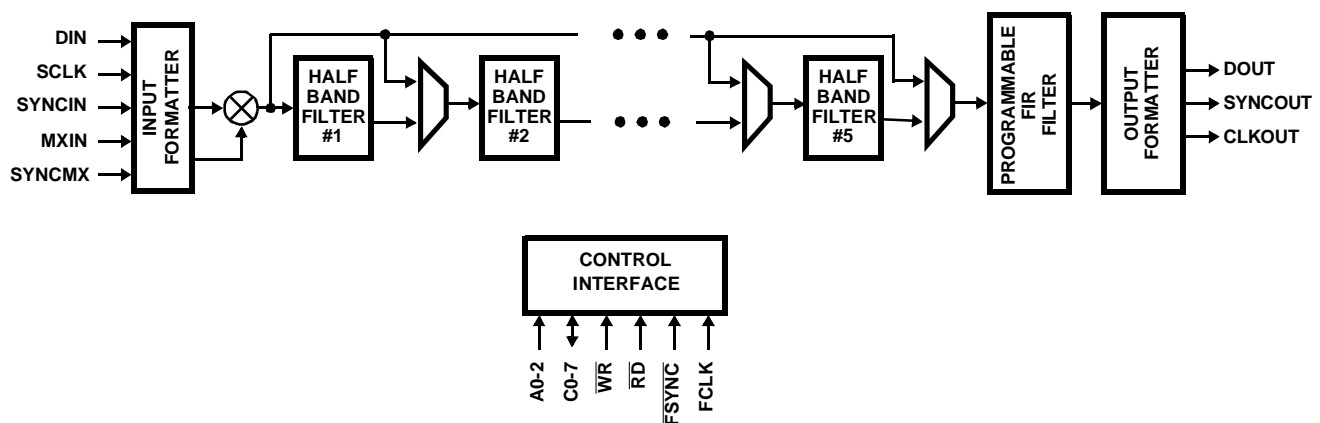 DIN
SCLK
SYNCIN
MXIN
SYNCMX
INPUT
FORMATTER
HALF
BAND
FILTER
#1
HALF
BAND
FILTER
#2
HALF
BAND
FILTER
#5
PROGRAMMABLE
FIR
FILTER
OUTPUT
FORMATTER
DOUT
SYNCOUT
CLKOUT
CONTROL
INTERFACE
A0-2
C0-7
WR
RD
FSYNC
FCLK